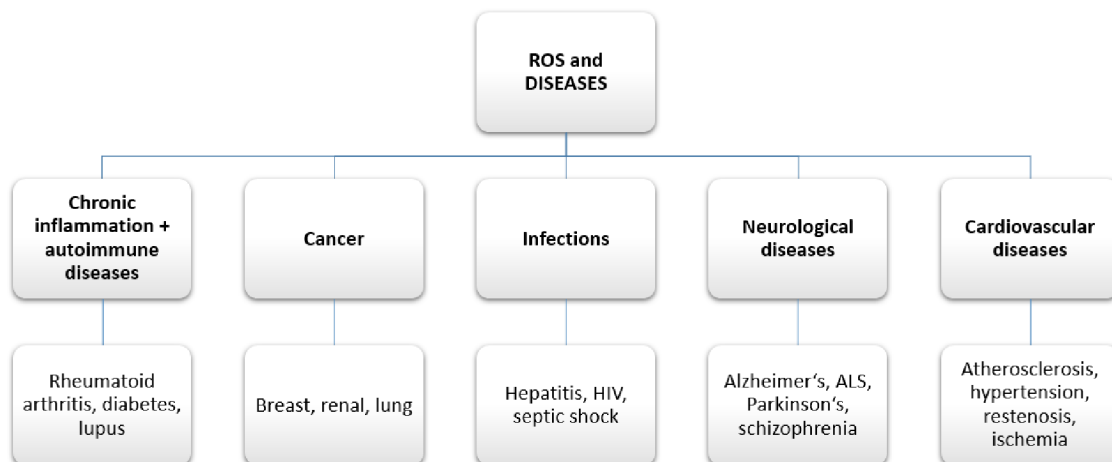 ROS and
DISEASES
Chronic
inflammation +
autoimmune
diseases
Cancer
Infections
Neurological
diseases
Cardiovascular
diseases
Rheumatoid
arthritis, diabetes,
lupus
Breast, renal, lung
Hepatitis, HIV,
septic shock
Alzheimer‘s, ALS,
Parkinson‘s,
schizophrenia
Atherosclerosis,
hypertension,
restenosis,
ischemia